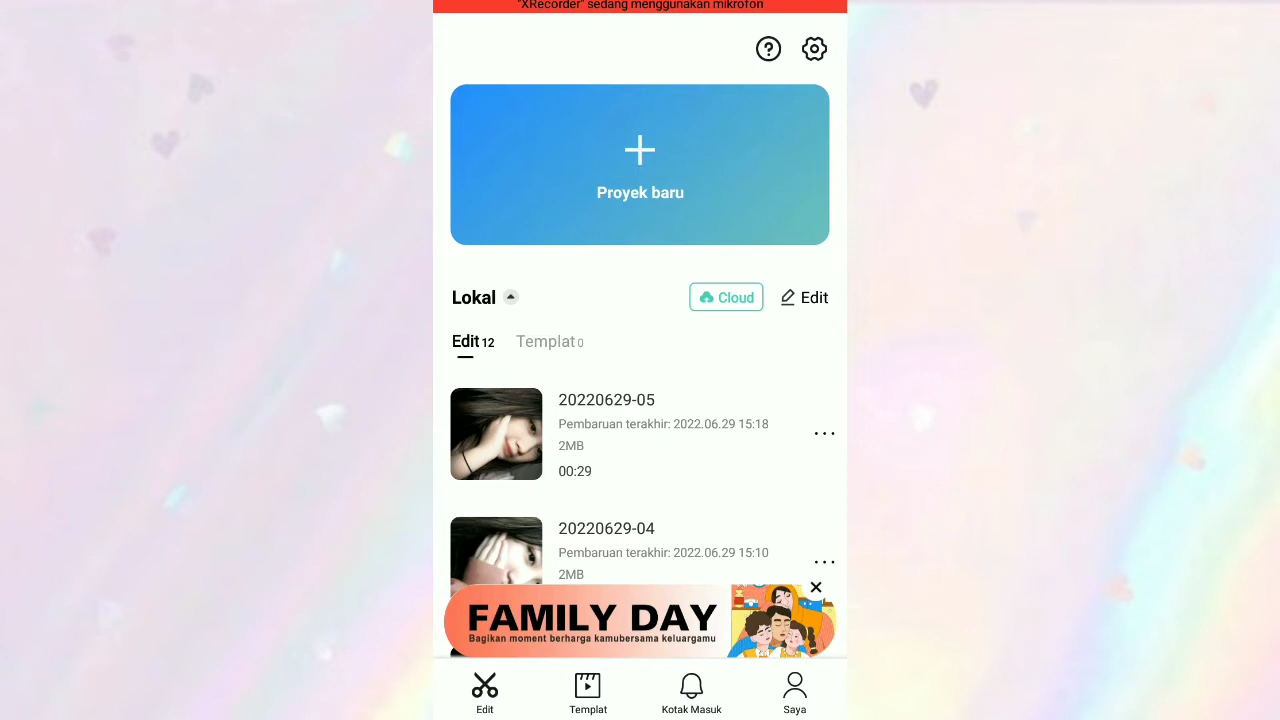 "XRecorder" sedang menggunakan mikrofon
Proyek baru
Lokal
Cloud
Edit
Edit 12
Templat 0
20220629-05
Pembaruan terakhir: 2022.06.29 15:18
2MB
00:29
20220629-04
Pembaruan terakhir: 2022.06.29 15:10
2MB
FAMILY DAY
Bagikan moment berharga kamubersama keluargamu
Edit
Templat
Kotak Masuk
Saya